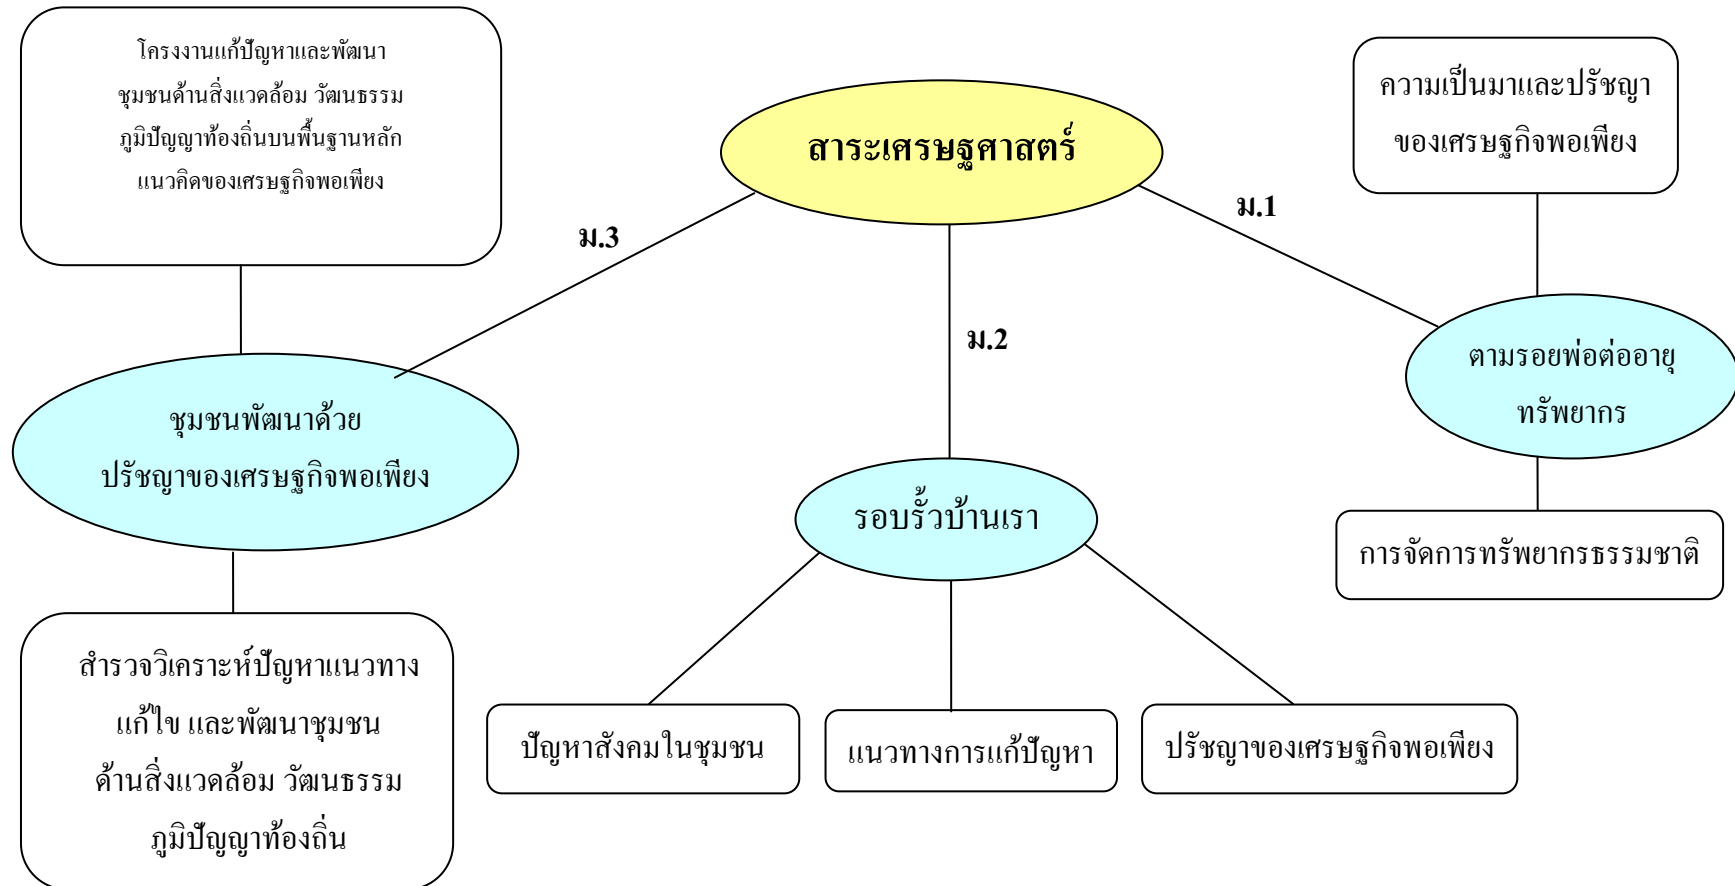 โครงงานแก้ปัญหาและพัฒนา
ชุมชนด้านสิ่งแวดล้อม วัฒนธรรม
ภูมิปัญญาท้องถิ่นบนพื้นฐานหลัก
แนวคิดของเศรษฐกิจพอเพียง
สาระเศรษฐศาสตร์
ความเป็นมาและปรัชญา
ของเศรษฐกิจพอเพียง
ม.3
ม.2
ม.1
ชุมชนพัฒนาด้วย
ปรัชญาของเศรษฐกิจพอเพียง
รอบรั้วบ้านเรา
ตามรอยพ่อต่ออายุ
ทรัพยากร
การจัดการทรัพยากรธรรมชาติ
สำรวจวิเคราะห์ปัญหาแนวทาง
แก้ไข และพัฒนาชุมชน
ด้านสิ่งแวดล้อม วัฒนธรรม
ภูมิปัญญาท้องถิ่น
ปัญหาสังคมในชุมชน
แนวทางการแก้ปัญหา
ปรัชญาของเศรษฐกิจพอเพียง